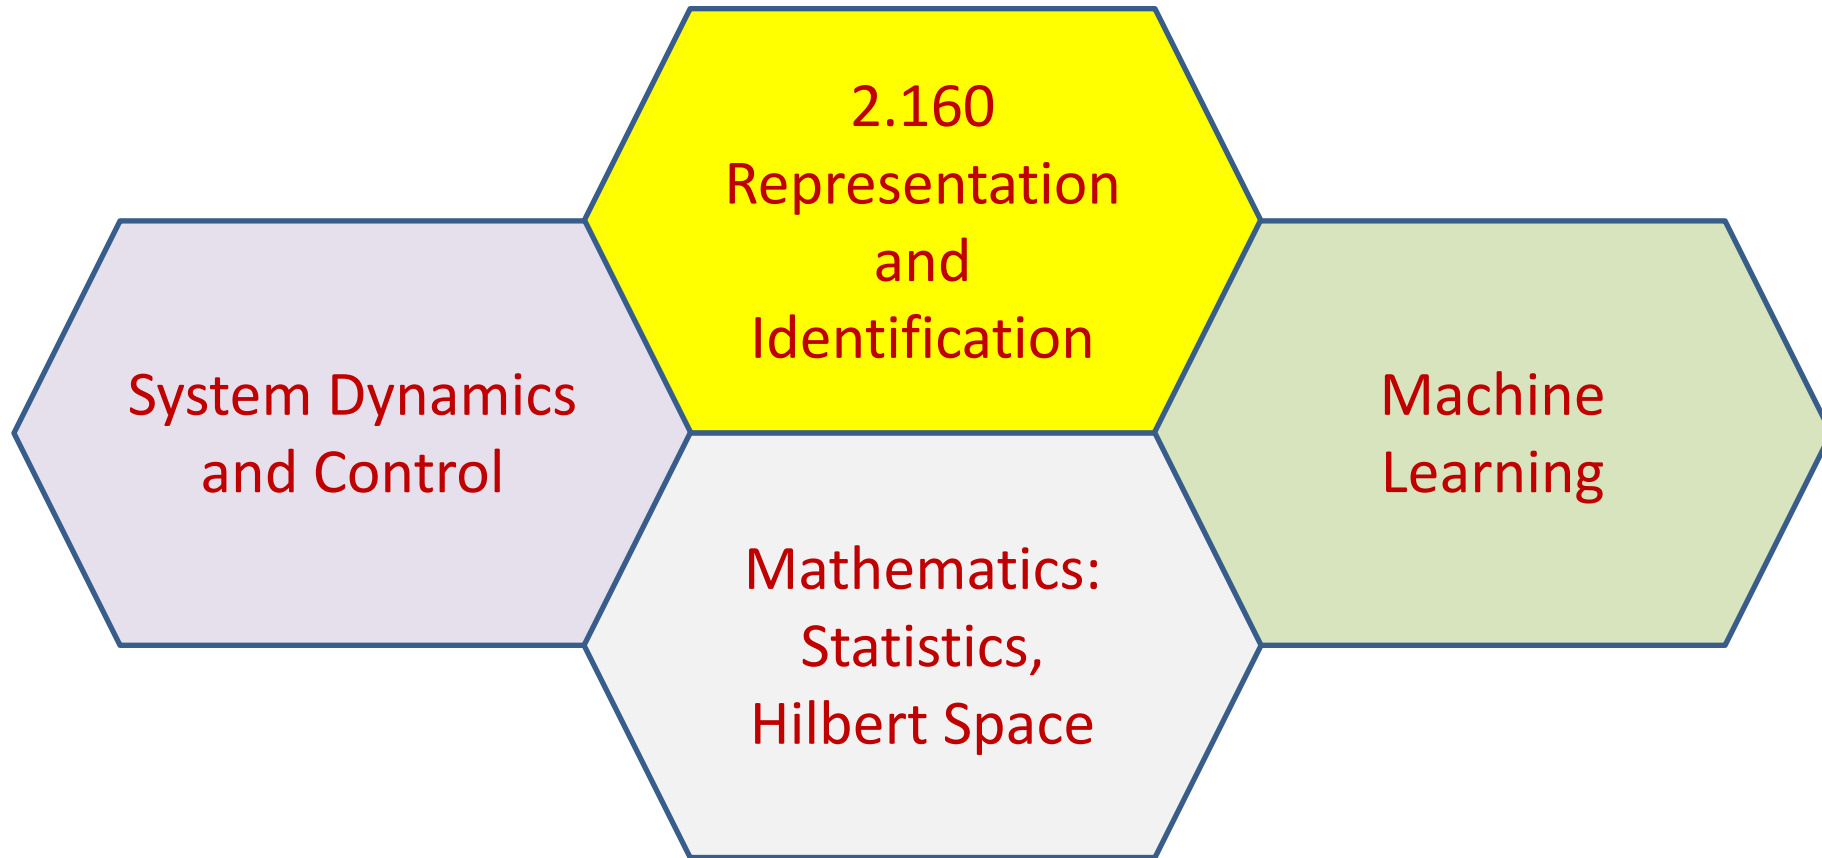 2.160
Representation
and
Identification
System Dynamics
and Control
Machine
Learning
Mathematics:
Statistics,
Hilbert Space